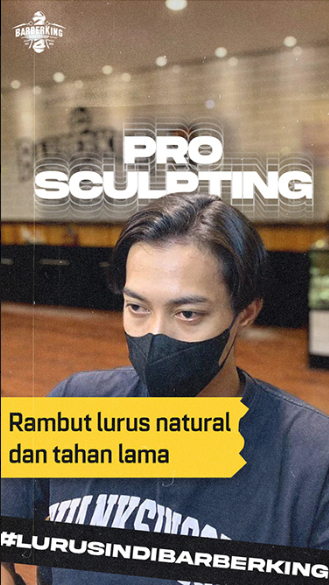 BARBERKING
PRO
SCULPTING
Rambut lurus natural
dan tahan lama
#LURUSINDIBARBERKING